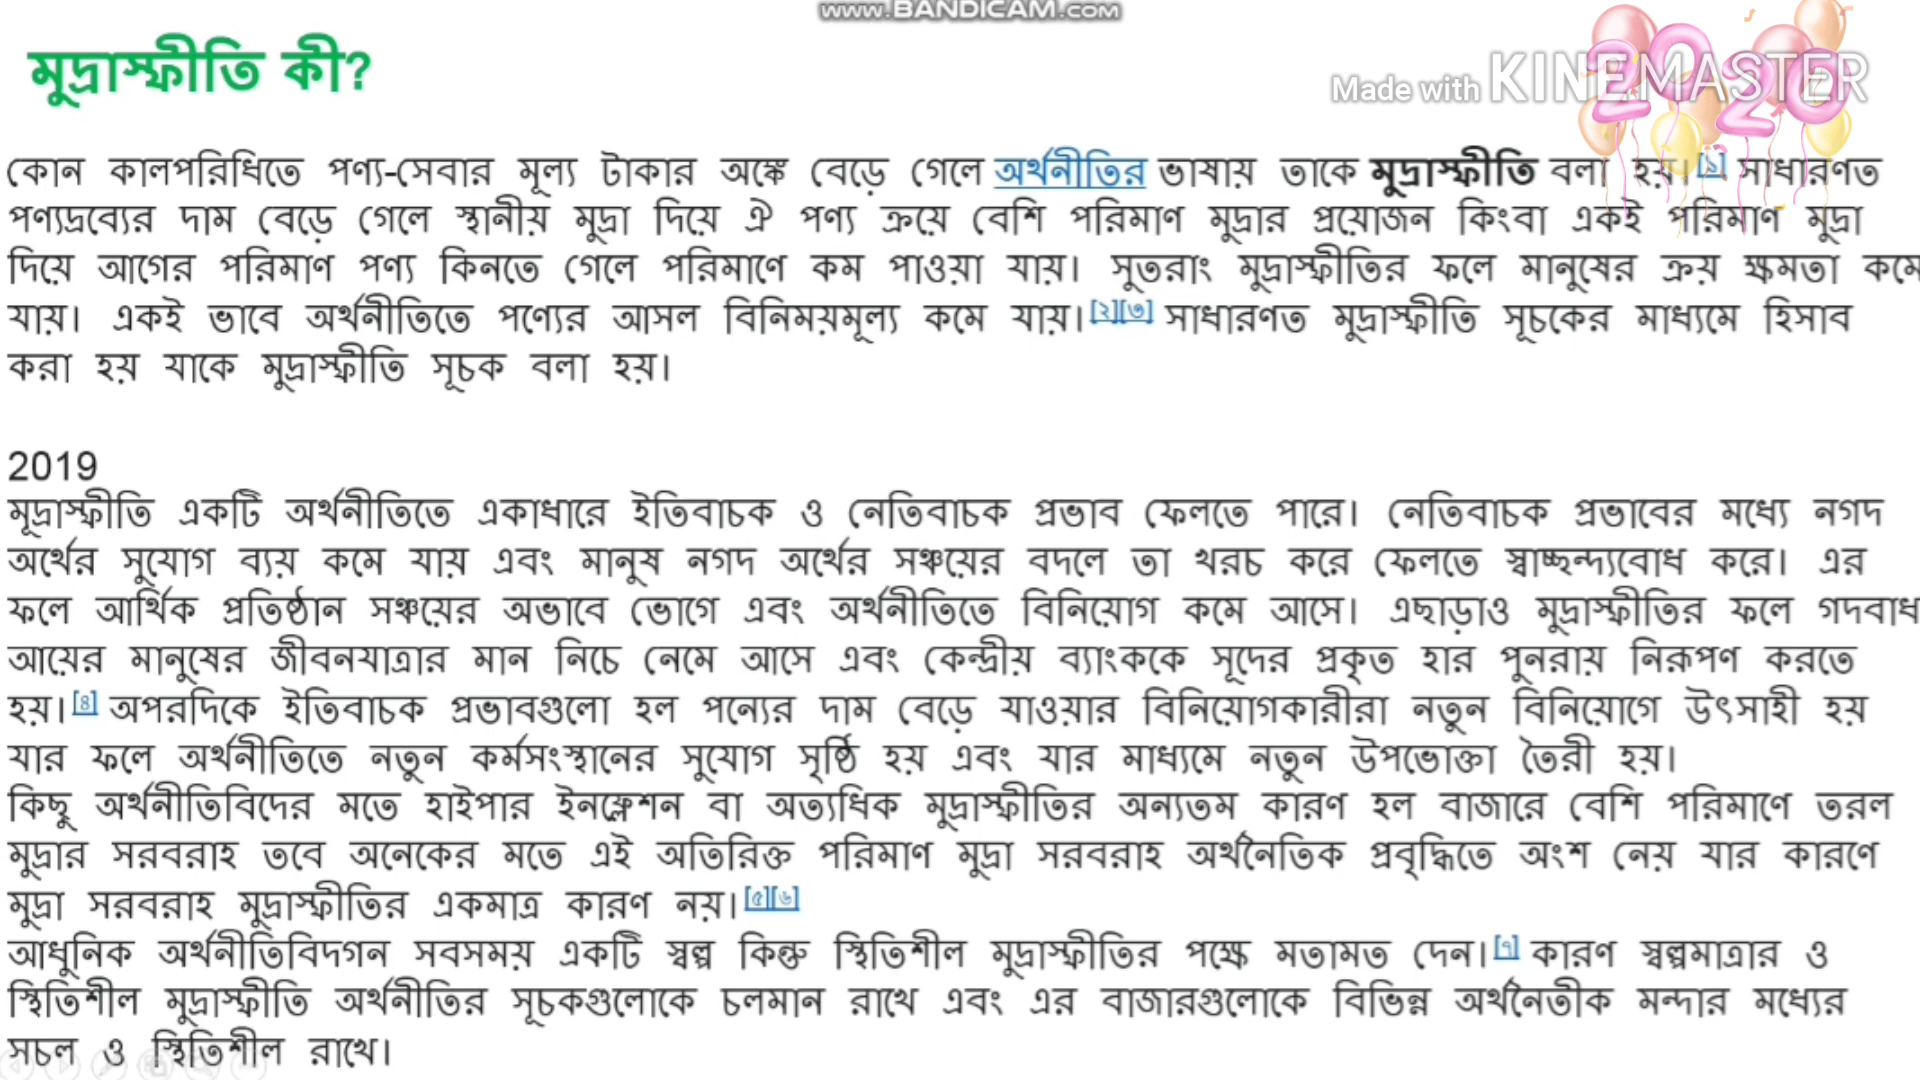 www.BANDICAM.com
মুদ্রাস্ফীতি কী?
Made with KINEMASTER
2020
কোন কালপরিধিতে পণ্য-সেবার মূল্য টাকার অঙ্কে বেড়ে গেলে অর্থনীতির ভাষায় তাকে মুদ্রাস্ফীতি বলা হয়।[১] সাধারণত
পণ্যদ্রব্যের দাম বেড়ে গেলে স্থানীয় মুদ্রা দিয়ে ঐ পণ্য ক্রয়ে বেশি পরিমাণ মুদ্রার প্রয়োজন কিংবা একই পরিমাণ মুদ্রা
দিয়ে আগের পরিমাণ পণ্য কিনতে গেলে পরিমাণে কম পাওয়া যায়। সুতরাং মুদ্রাস্ফীতির ফলে মানুষের ক্রয় ক্ষমতা কমে
যায়। একই ভাবে অর্থনীতিতে পণ্যের আসল বিনিময়মূল্য কমে যায়।[২][৩] সাধারণত মুদ্রাস্ফীতি সূচকের মাধ্যমে হিসাব
করা হয় যাকে মুদ্রাস্ফীতি সূচক বলা হয়।
2019
মূদ্রাস্ফীতি একটি অর্থনীতিতে একাধারে ইতিবাচক ও নেতিবাচক প্রভাব ফেলতে পারে। নেতিবাচক প্রভাবের মধ্যে নগদ
অর্থের সুযোগ ব্যয় কমে যায় এবং মানুষ নগদ অর্থের সঞ্চয়ের বদলে তা খরচ করে ফেলতে স্বাচ্ছন্দ্যবোধ করে। এর
ফলে আর্থিক প্রতিষ্ঠান সঞ্চয়ের অভাবে ভোগে এবং অর্থনীতিতে বিনিয়োগ কমে আসে। এছাড়াও মুদ্রাস্ফীতির ফলে গদবাধ
আয়ের মানুষের জীবনযাত্রার মান নিচে নেমে আসে এবং কেন্দ্রীয় ব্যাংককে সূদের প্রকৃত হার পুনরায় নিরূপণ করতে
হয়।[৪] অপরদিকে ইতিবাচক প্রভাবগুলো হল পন্যের দাম বেড়ে যাওয়ার বিনিয়োগকারীরা নতুন বিনিয়োগে উৎসাহী হয়
যার ফলে অর্থনীতিতে নতুন কর্মসংস্থানের সুযোগ সৃষ্ঠি হয় এবং যার মাধ্যমে নতুন উপভোক্তা তৈরী হয়।
কিছু অর্থনীতিবিদের মতে হাইপার ইনফ্লেশন বা অত্যধিক মুদ্রাস্ফীতির অন্যতম কারণ হল বাজারে বেশি পরিমাণে তরল
মুদ্রার সরবরাহ তবে অনেকের মতে এই অতিরিক্ত পরিমাণ মুদ্রা সরবরাহ অর্থনৈতিক প্রবৃদ্ধিতে অংশ নেয় যার কারণে
মুদ্রা সরবরাহ মুদ্রাস্ফীতির একমাত্র কারণ নয়।[৫][৬]
আধুনিক অর্থনীতিবিদগন সবসময় একটি স্বল্প কিন্তু স্থিতিশীল মুদ্রাস্ফীতির পক্ষে মতামত দেন।[৭] কারণ স্বল্পমাত্রার ও
স্থিতিশীল মুদ্রাস্ফীতি অর্থনীতির সূচকগুলোকে চলমান রাখে এবং এর বাজারগুলোকে বিভিন্ন অর্থনৈতীক মন্দার মধ্যের
সচল ও স্থিতিশীল রাখে।